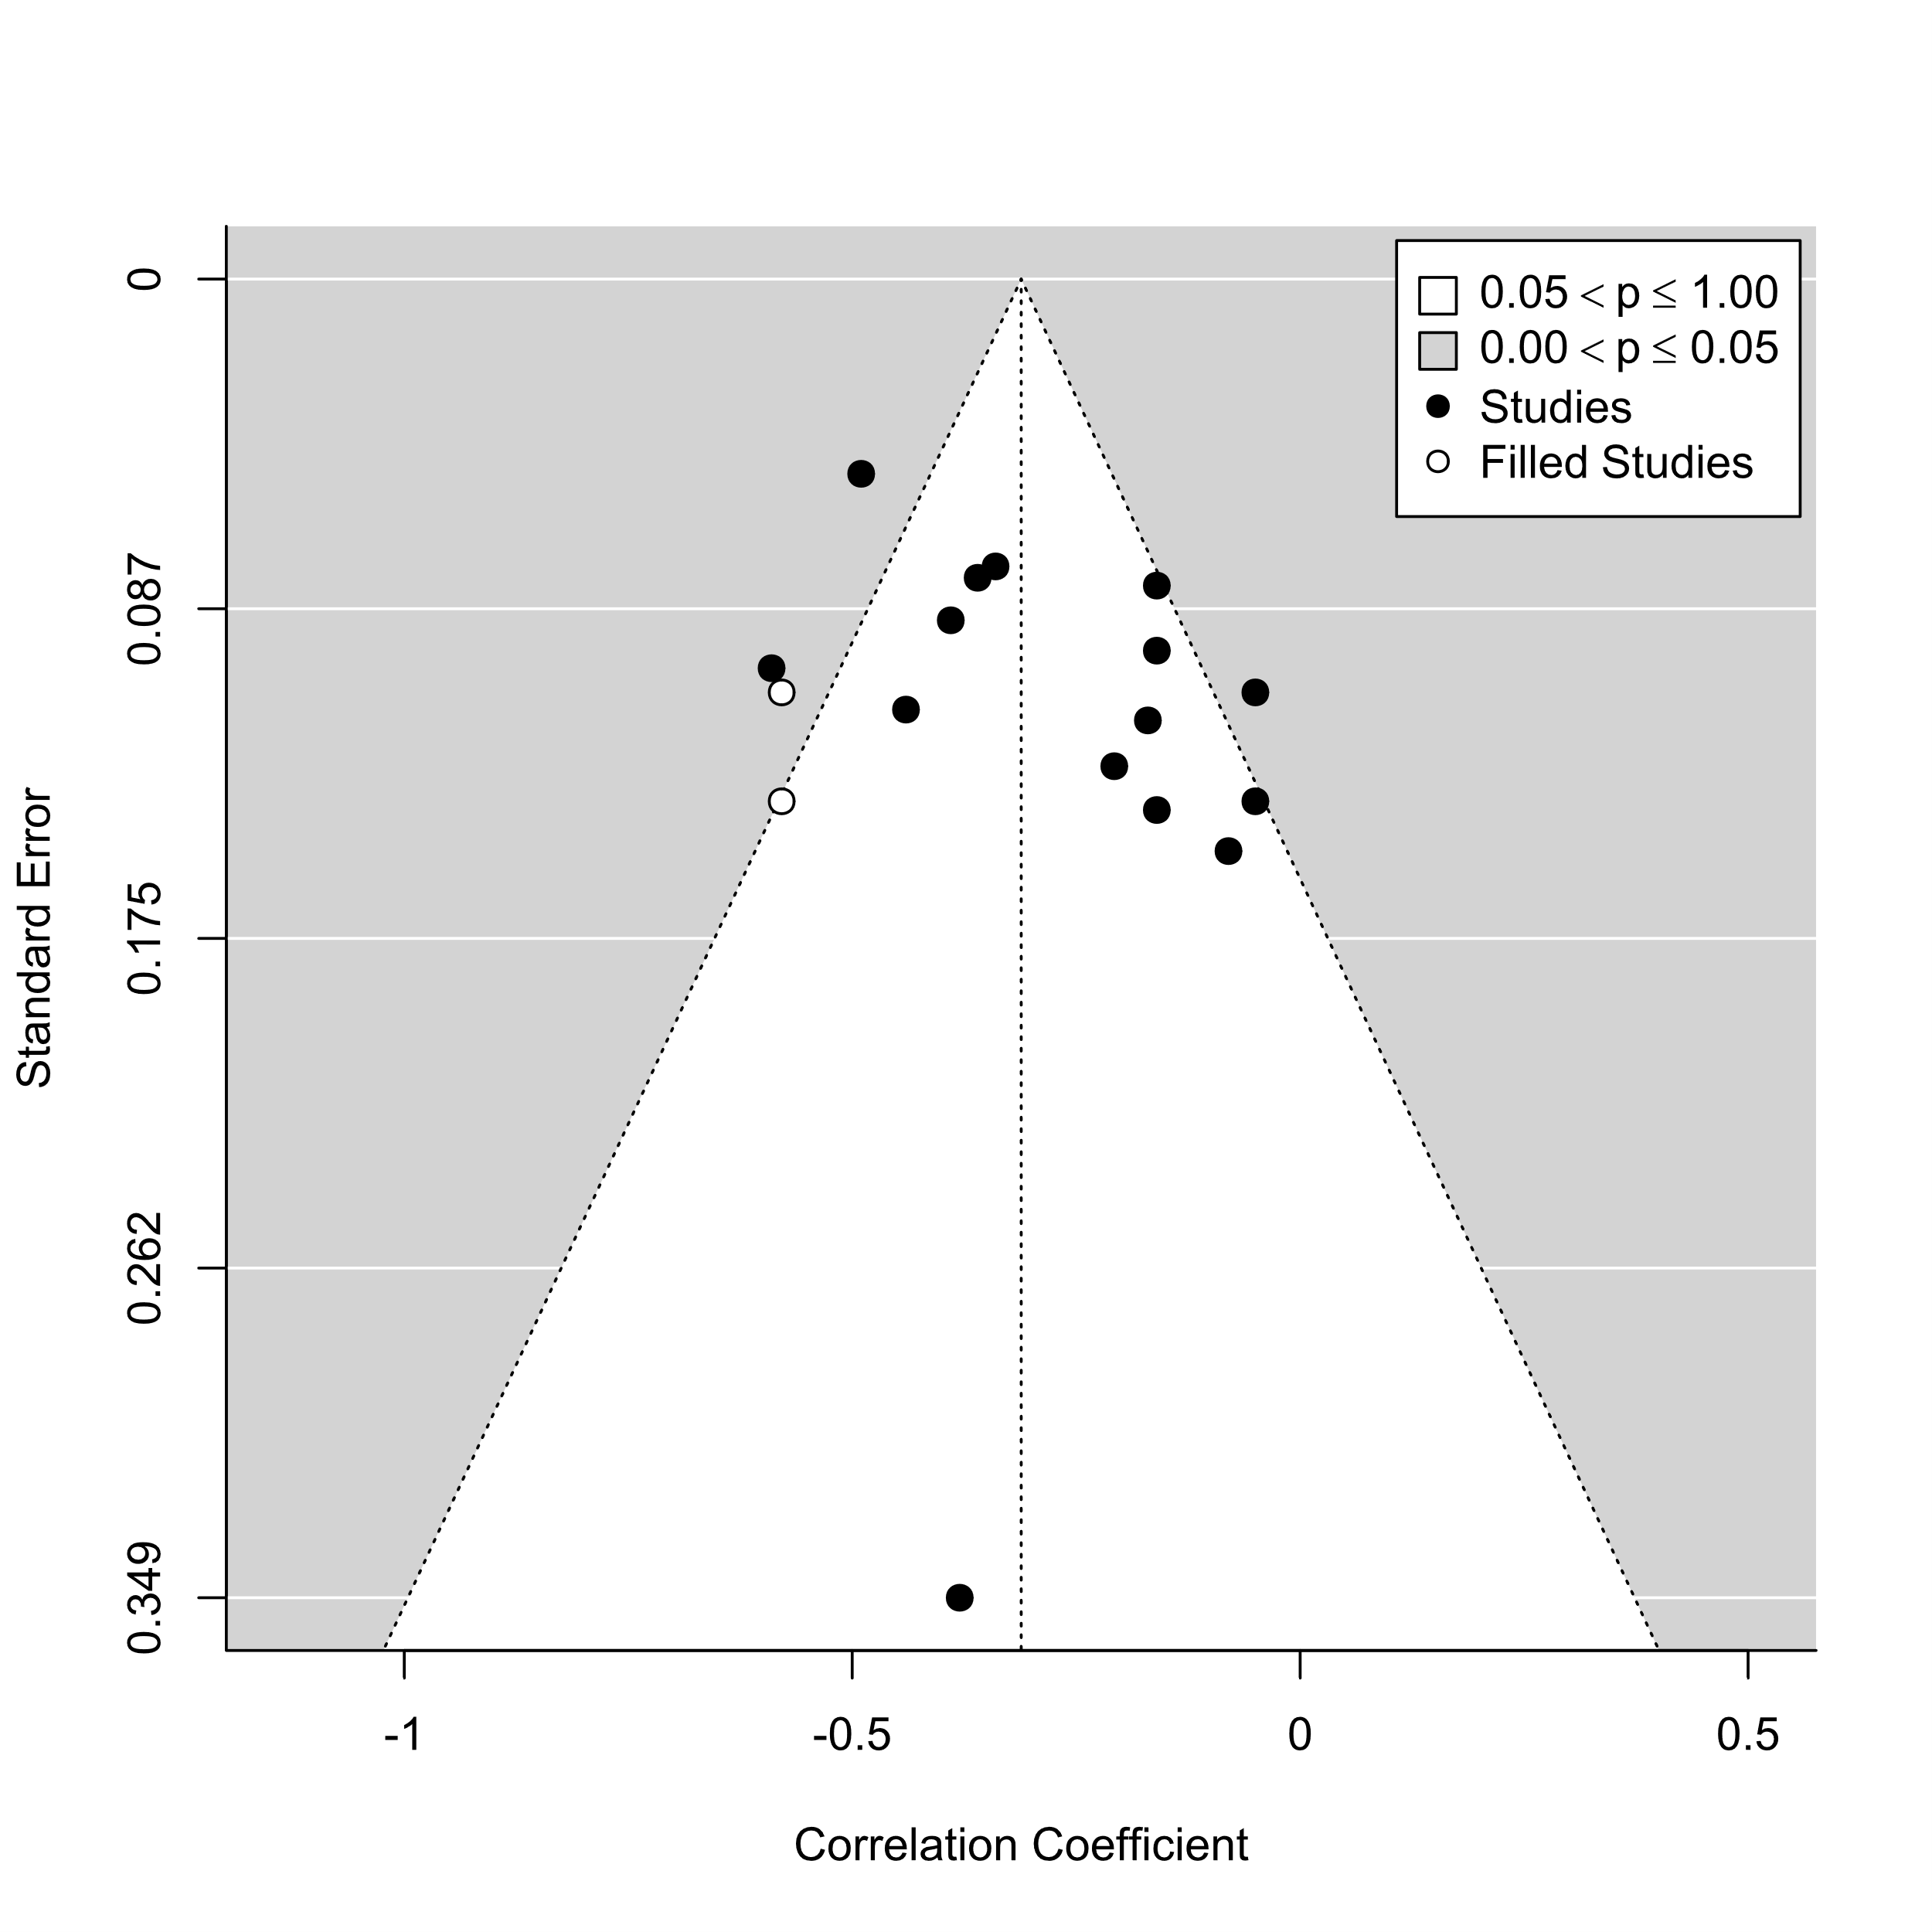 0.05 < p ≤ 1.00
0.00 < p ≤ 0.05
Studies
Filled Studies
Standard Error
0
0.087
0.175
0.262
0.349
-1
-0.5
0
0.5
Correlation Coefficient